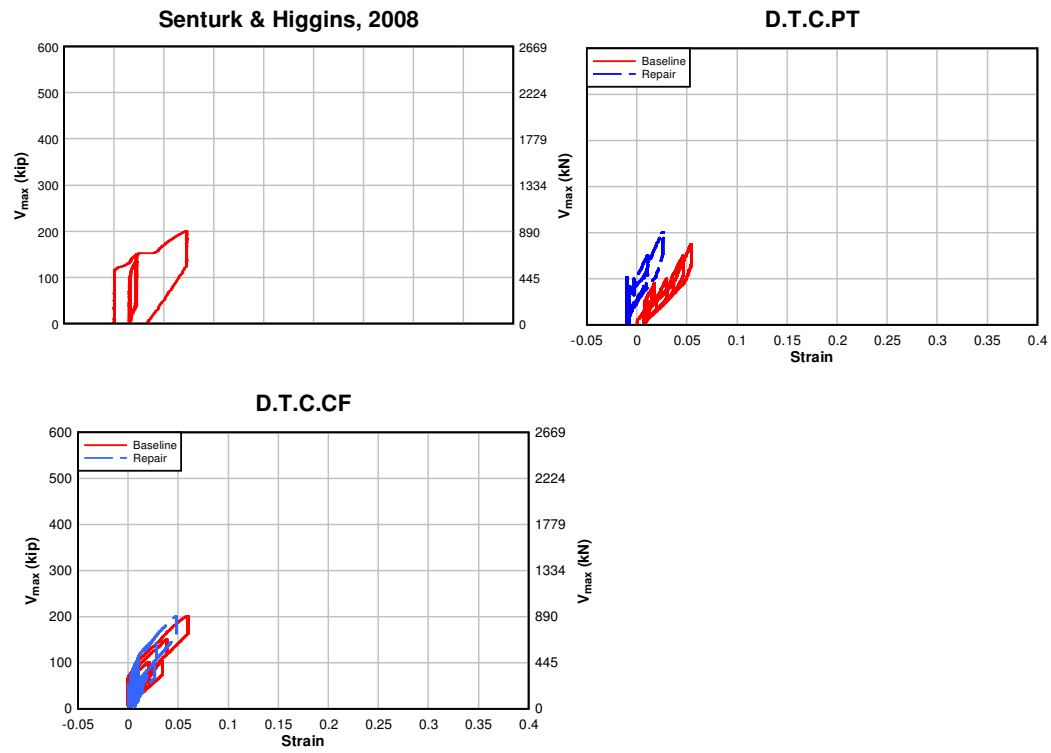 Senturk & Higgins, 2008
600
500
400
300
200
100
0
Vmax (kip)
2669
2224
1779
1334
890
445
0
Vmax (kN)
D.T.C.PT
Baseline
Repair
-0.05 0 0.05 0.1 0.15 0.2 0.25 0.3 0.35 0.4
Strain
D.T.C.CF
Baseline
Repair
600
500
400
300
200
100
0
Vmax (kip)
2669
2224
1779
1334
890
445
0
Vmax (kN)
-0.05 0 0.05 0.1 0.15 0.2 0.25 0.3 0.35 0.4
Strain